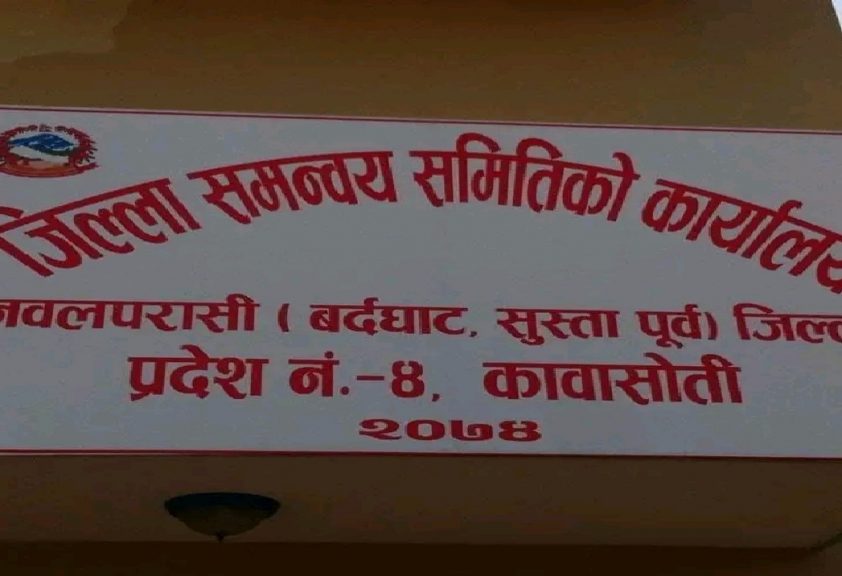 जिल्ला समन्वय समितिको कार्यालय
नवलपरासी ( बर्दघाट, सुस्ता पूर्व) जिल्ला
प्रदेश नं.-४, कावासोती
२०७४